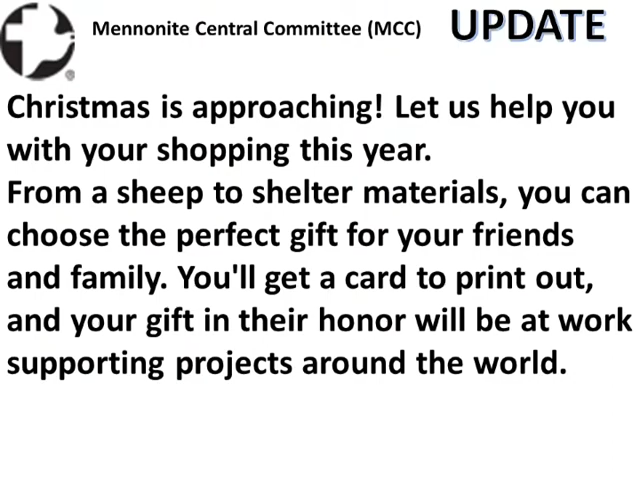 Mennonite Central Committee (MCC) UPDATE
Christmas is approaching! Let us help you
with your shopping this year.
From a sheep to shelter materials, you can
choose the perfect gift for your friends
and family. You'll get a card to print out,
and your gift in their honor will be at work
supporting projects around the world.